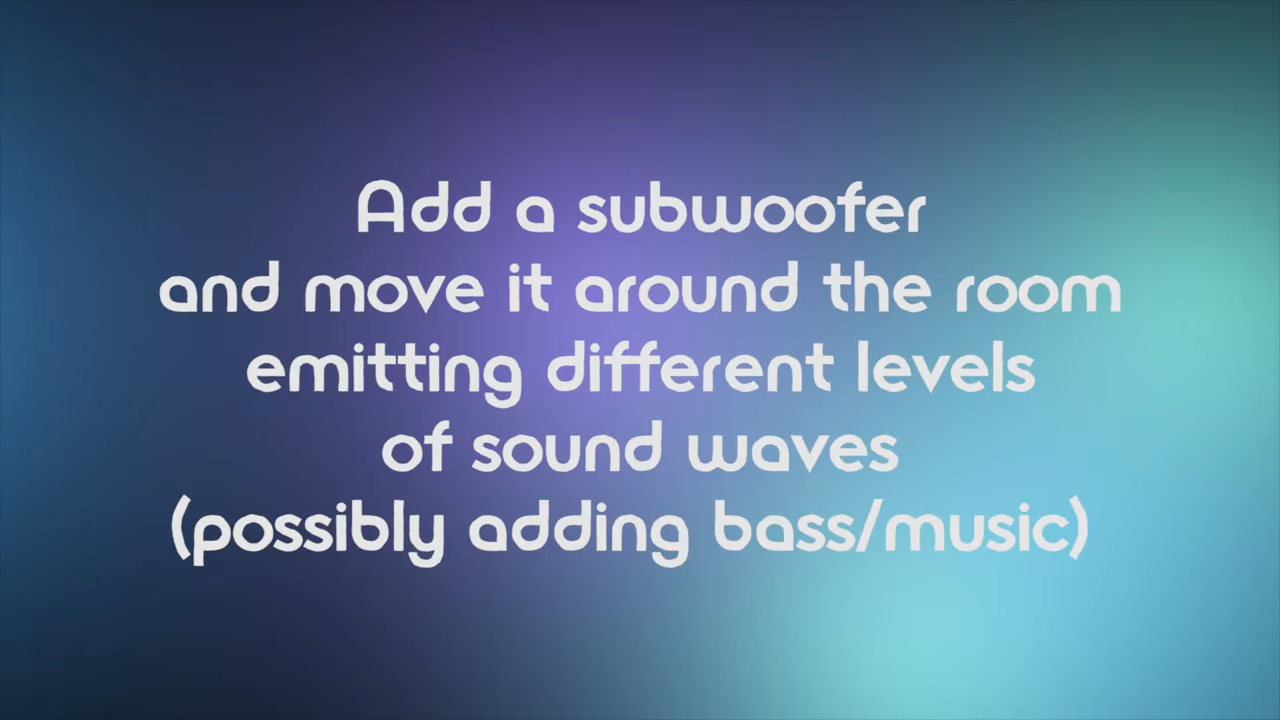 Add a subwoofer
and move it around the room
emitting different levels
of sound waves
(possibly adding bass/music)